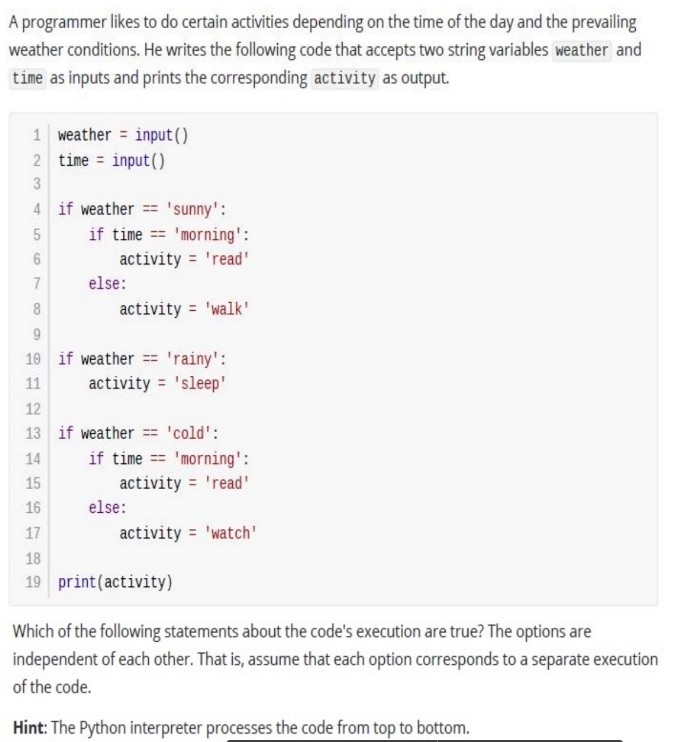 A programmer likes to do certain activities depending on the time of the day and the prevailing
weather conditions. He writes the following code that accepts two string variables weather and
time as inputs and prints the corresponding activity as output.
1 weather = input()
2 time = input()
3
4 if weather == 'sunny':
5     if time == 'morning':
6         activity = 'read'
7     else:
8         activity = 'walk'
9
10 if weather == 'rainy':
11     activity = 'sleep'
12
13 if weather == 'cold':
14     if time == 'morning':
15         activity = 'read'
16     else:
17         activity = 'watch'
18
19 print(activity)
Which of the following statements about the code's execution are true? The options are
independent of each other. That is, assume that each option corresponds to a separate execution
of the code.
Hint: The Python interpreter processes the code from top to bottom.